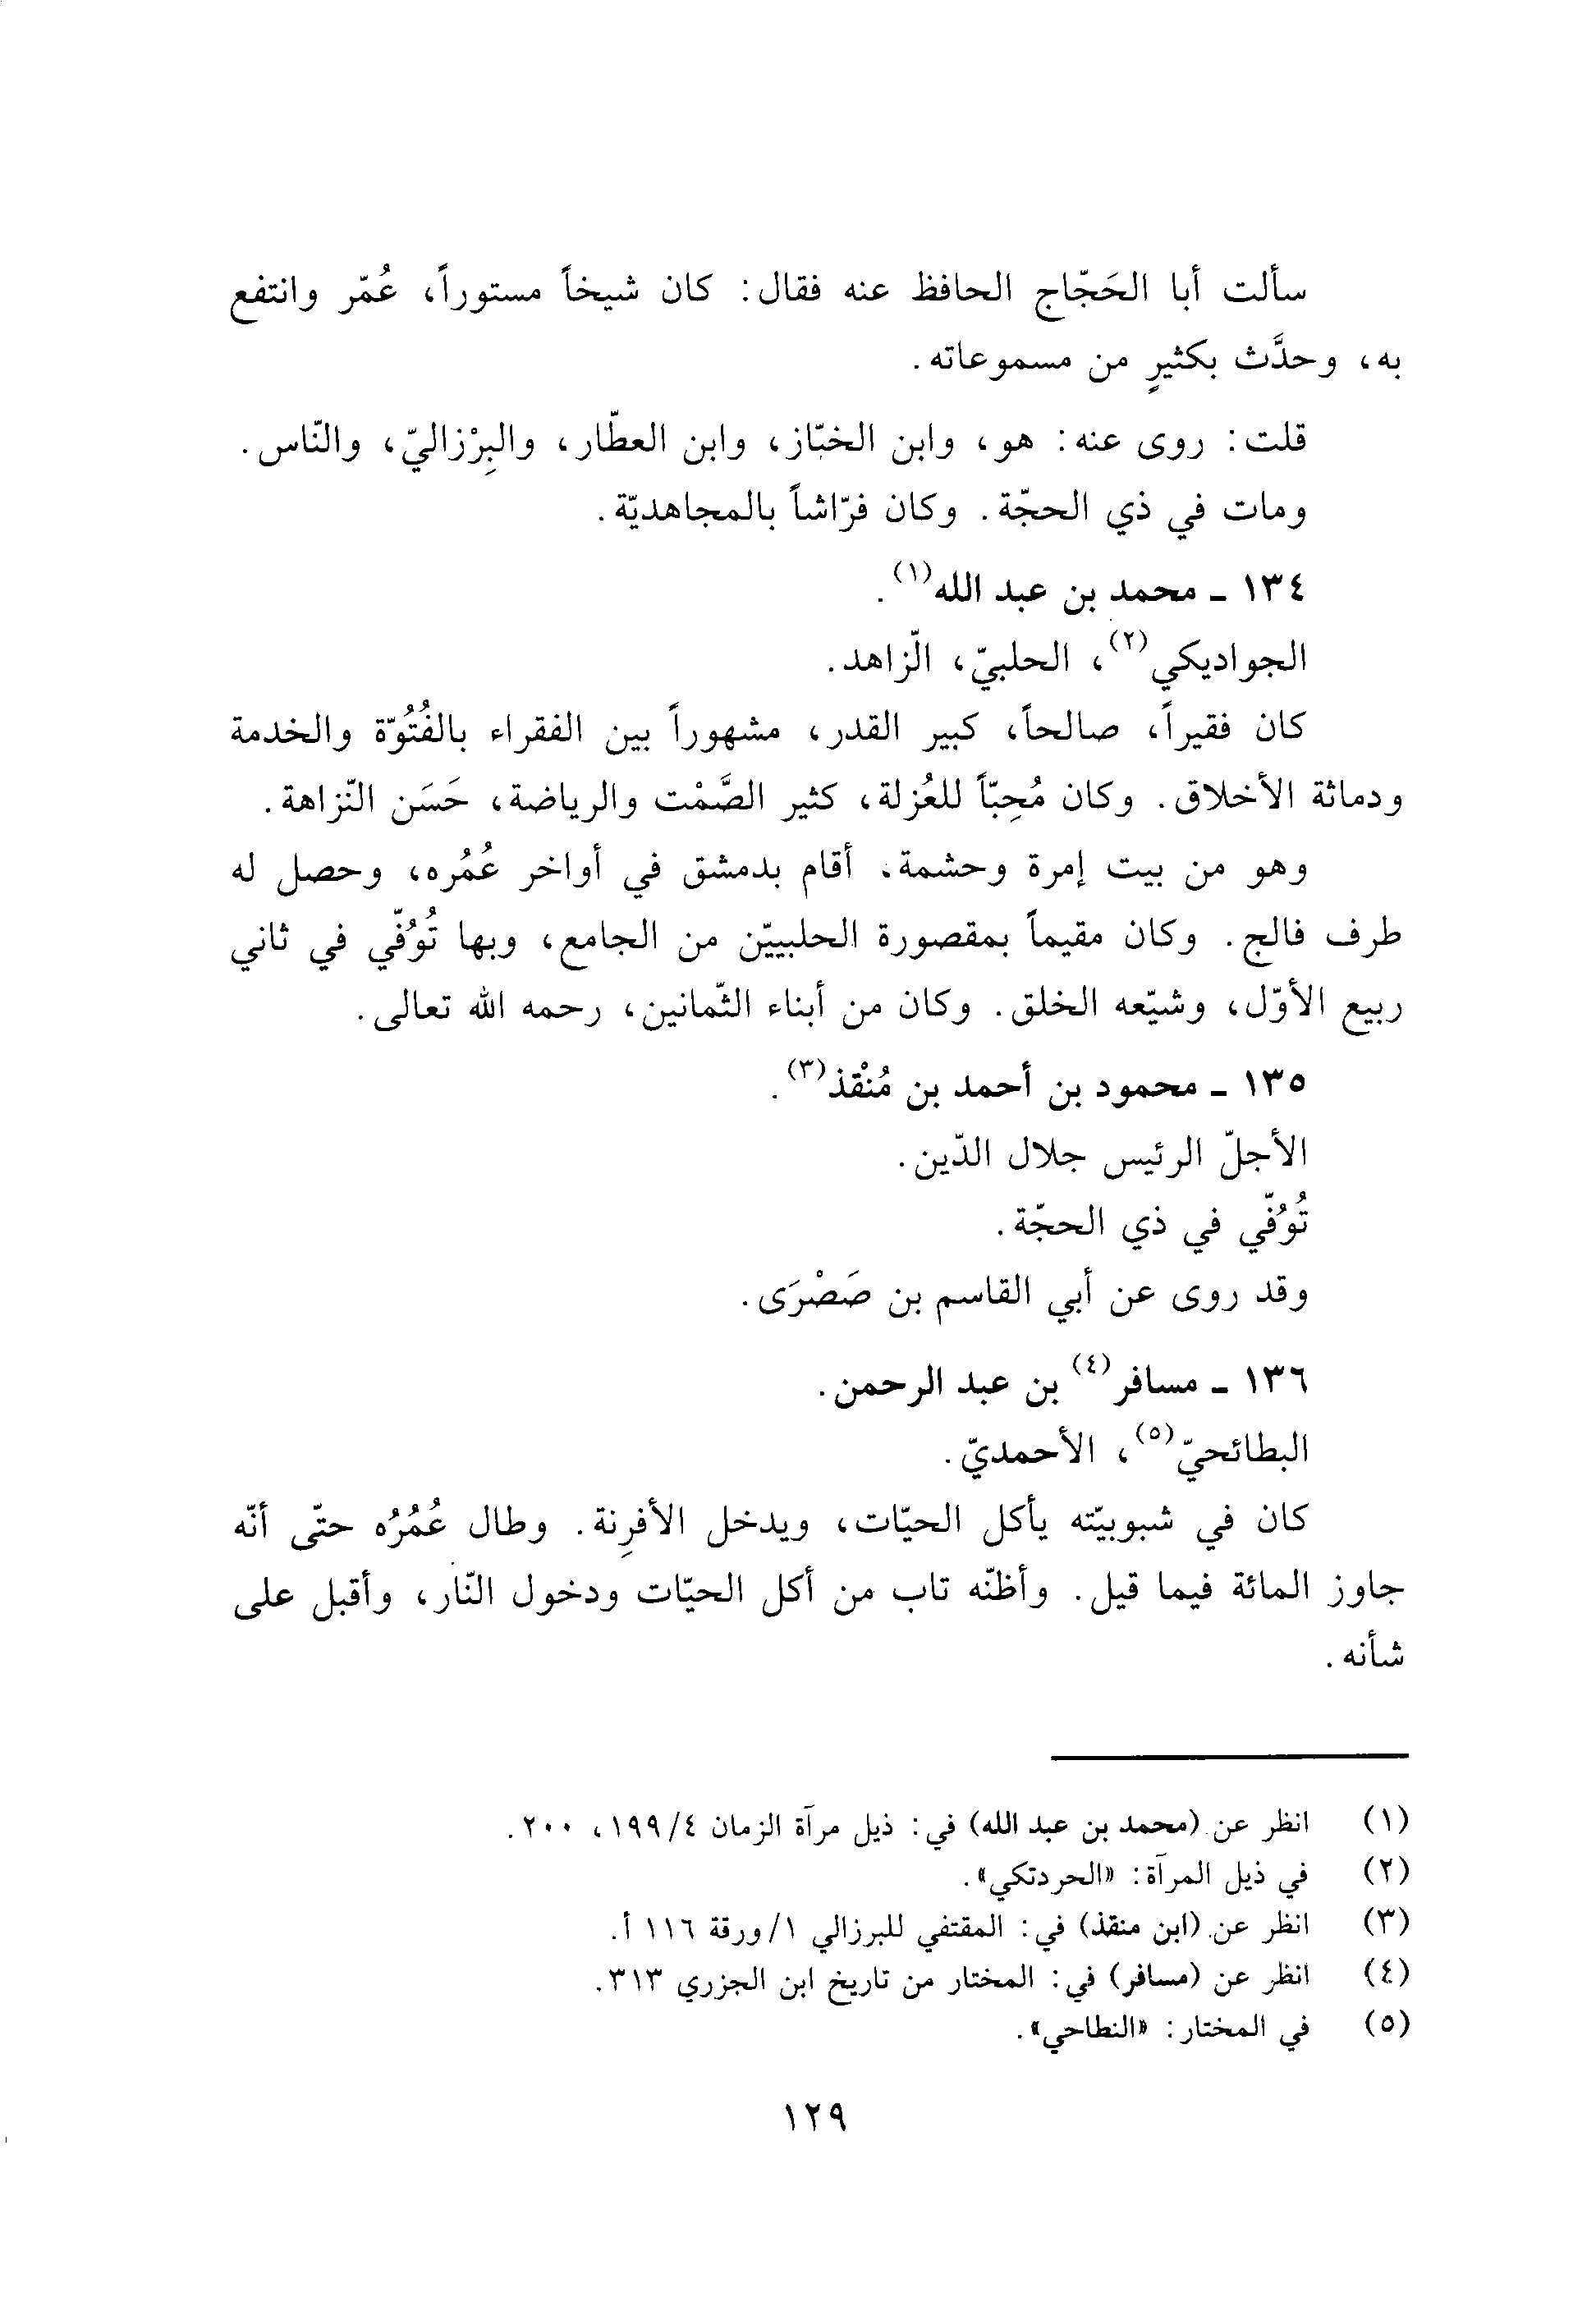 سألت أبا الحَجّاج الحافظ عنه فقال: كان شيخاً مستوراً، عُمّر وانتفع
به، وحدَّث بكثيرٍ من مسموعاته.
قلت: روى عنه: هو، وابن الخبّاز، وابن العطّار، والبِرْزاليّ، والنّاس.
ومات في ذي الحجّة. وكان فرّاشاً بالمجاهديّة.
١٣٤ ـ محمد بن عبد الله(١).
الجواديكي(٢)، الحلبيّ، الّزاهد.
كان فقيراً، صالحاً، كبير القدر، مشهوراً بين الفقراء بالفُتُوّة والخدمة
ودماثة الأخلاق. وكان مُحِبّاً للعُزلة، كثير الصَّمْت والرياضة، حَسَن النّزاهة.
وهو من بيت إمرة وحشمة، أقام بدمشق في أواخر عُمُره، وحصل له
طرف فالج. وكان مقيماً بمقصورة الحلبييّن من الجامع، وبها تُوُفّي في ثاني
ربيع الأوّل، وشيّعه الخلق. وكان من أبناء الثّمانين، رحمه الله تعالى.
١٣٥ ـ محمود بن أحمد بن مُنْقذ(٣).
الأجلّ الرئيس جلال الدّين.
تُوُفّي في ذي الحجّة.
وقد روى عن أبي القاسم بن صَصْرَى.
١٣٦ ـ مسافر(٤) بن عبد الرحمن.
البطائحيّ(٥)، الأحمديّ.
كان في شبوبيّته يأكل الحيّات، ويدخل الأفرِنة. وطال عُمُرُه حتّى أنّه
جاوز المائة فيما قيل. وأظنّه تاب من أكل الحيّات ودخول النّار، وأقبل على
شأنه.
(١) انظر عن (محمد بن عبد الله) في: ذيل مرآة الزمان ٤/١٩٩، ٢٠٠.
(٢) في ذيل المرآة: «الحردتكي».
(٣) انظر عن (ابن منقذ) في: المقتفي للبرزالي ١/ورقة ١١٦ أ.
(٤) انظر عن (مسافر) في: المختار من تاريخ ابن الجزري ٣١٣.
(٥) في المختار: «النطاحي».
١٢٩